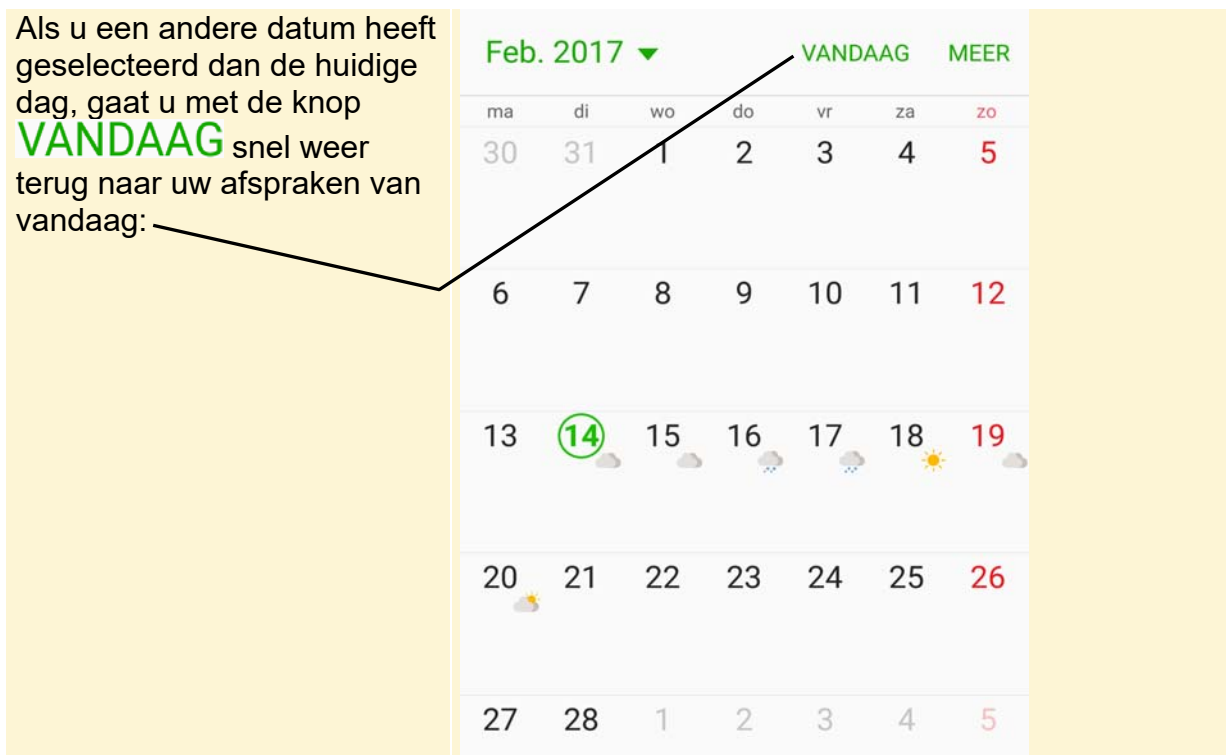 Als u een andere datum heeft
geselecteerd dan de huidige
dag, gaat u met de knop
VANDAAG snel weer
terug naar uw afspraken van
vandaag:
Feb. 2017 VANDAAG MEER
ma di wo do vr za zo
30 31 1 2 3 4 5
6 7 8 9 10 11 12
13 14 15 16 17 18 19
20 21 22 23 24 25 26
27 28 1 2 3 4 5